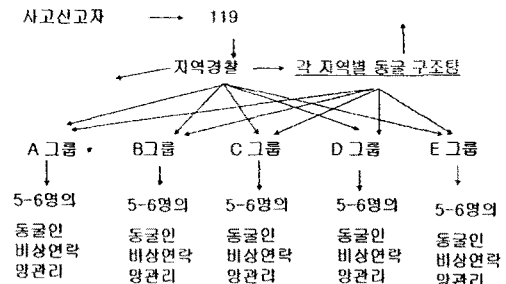 사고신고자 119
지역경찰 각 지역별 동굴 구조팀
A 그룹 B그룹 C 그룹 D 그룹 E 그룹
5-6명의 5-6명의 5-6명의 5-6명의 5-6명의
동굴인 동굴인 동굴인 동굴인 동굴인
비상연락 비상연락 비상연락 비상연락 비상연락
망관리 망관리 망관리 망관리 망관리